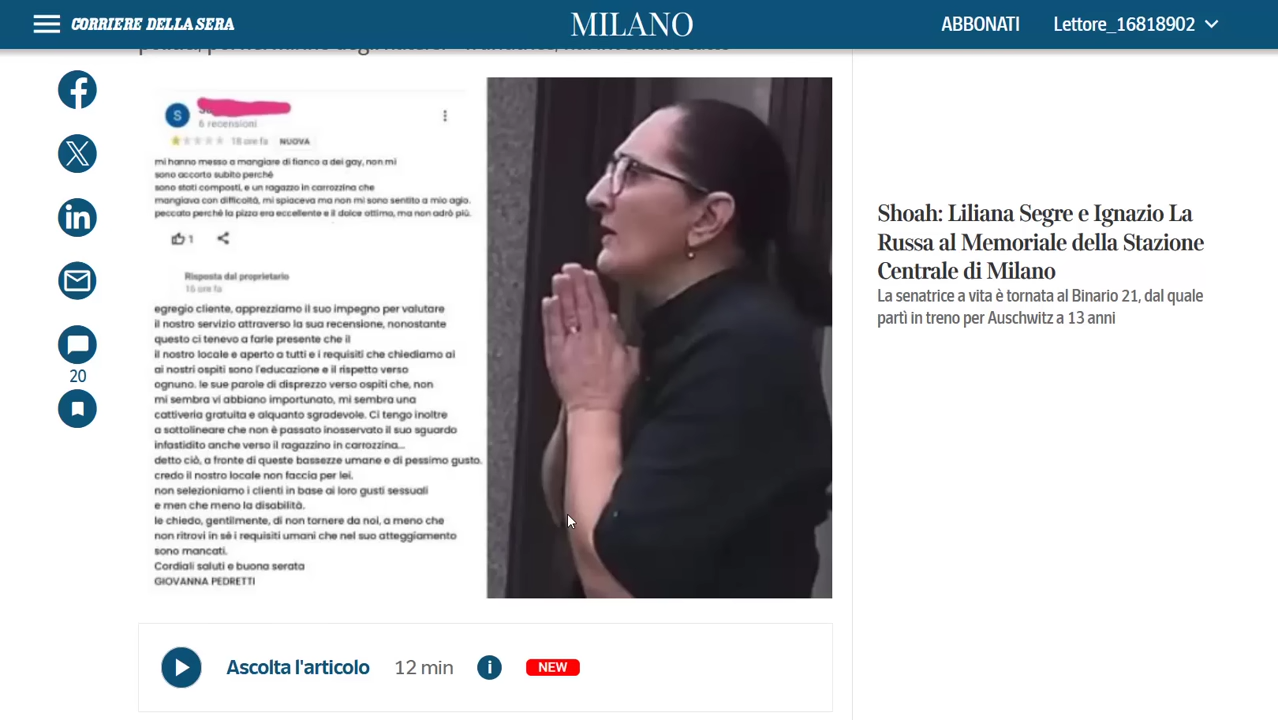 CORRIERE DELLA SERA
MILANO
ABBONATI
Lettore_16818902
20
S
6 recensioni
18 ore fa
NUOVA
mi hanno messo a mangiare di fianco a dei gay, non mi
sono accorto subito perché
sono stati composti, e un ragazzo in carrozzina che
mangiava con difficoltà, mi spiaceva ma non mi sono sentito a mio agio.
peccato perché la pizza era eccellente e il dolce ottimo, ma non adrò più.
1
Risposta dal proprietario
16 ore fa
egregio cliente, apprezziamo il suo impegno per valutare
il nostro servizio attraverso la sua recensione, nonostante
questo ci tenevo a farle presente che il
il nostro locale e aperto a tutti e i requisiti che chiediamo ai
ai nostri ospiti sono l'educazione e il rispetto verso
ognuno. le sue parole di disprezzo verso ospiti che, non
mi sembra vi abbiano importunato, mi sembra una
cattiveria gratuita e alquanto sgradevole. Ci tengo inoltre
a sottolineare che non è passato inosservato il suo sguardo
infastidito anche verso il ragazzino in carrozzina...
detto ciò, a fronte di queste bassezze umane e di pessimo gusto.
credo il nostro locale non faccia per lei.
non selezioniamo i clienti in base ai loro gusti sessuali
e men che meno la disabilità.
le chiedo, gentilmente, di non tornere da noi, a meno che
non ritrovi in sè i requisiti umani che nel suo atteggiamento
sono mancati.
Cordiali saluti e buona serata
GIOVANNA PEDRETTI
Ascolta l'articolo
12 min
NEW
Shoah: Liliana Segre e Ignazio La
Russa al Memoriale della Stazione
Centrale di Milano
La senatrice a vita è tornata al Binario 21, dal quale
partì in treno per Auschwitz a 13 anni